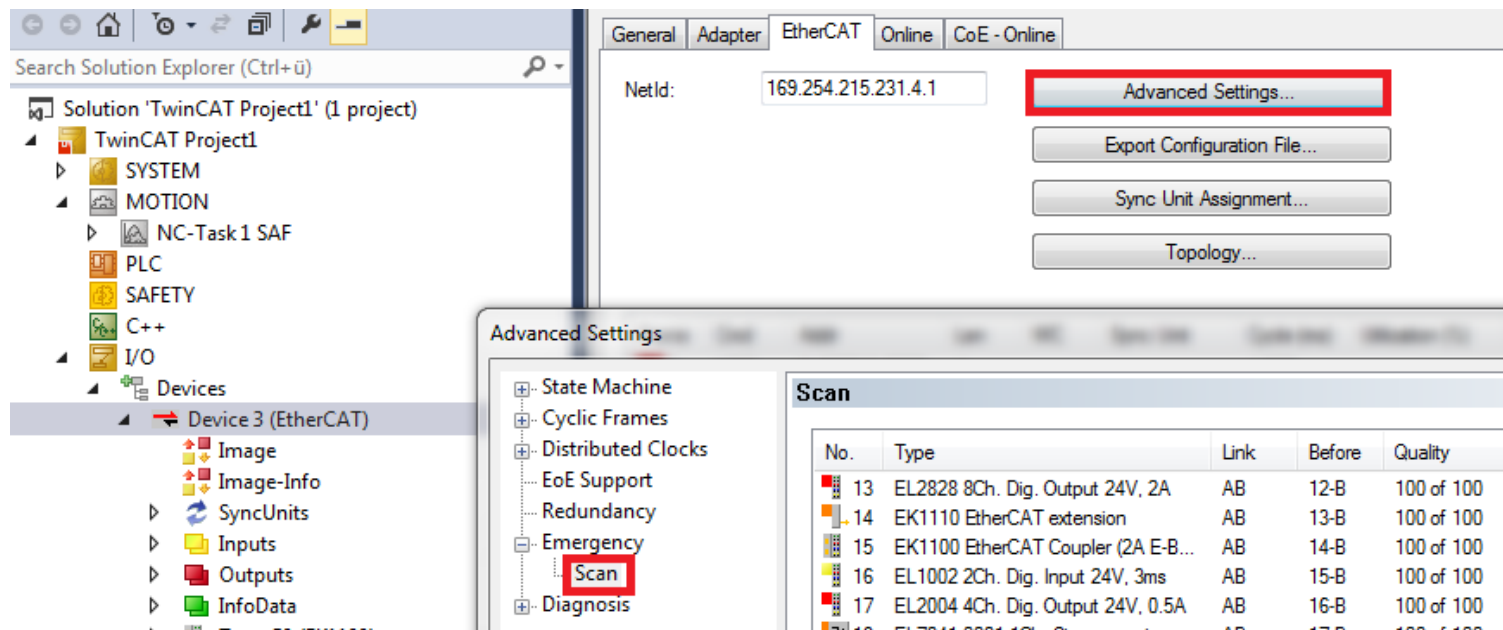 Search Solution Explorer (Ctrl+ü)
Solution 'TwinCAT Project1' (1 project)
TwinCAT Project1
SYSTEM
MOTION
NC-Task 1 SAF
PLC
SAFETY
C++
I/O
Devices
Device 3 (EtherCAT)
Image
Image-Info
SyncUnits
Inputs
Outputs
InfoData
General Adapter EtherCAT Online CoE - Online
NetId: 169.254.215.231.4.1
Advanced Settings...
Export Configuration File...
Sync Unit Assignment...
Topology...
Advanced Settings
State Machine
Cyclic Frames
Distributed Clocks
EoE Support
Redundancy
Emergency
Scan
Diagnosis
Scan
No. Type Link Before Quality
13 EL2828 8Ch. Dig. Output 24V, 2A AB 12-B 100 of 100
14 EK1110 EtherCAT extension AB 13-B 100 of 100
15 EK1100 EtherCAT Coupler (2A E-B... AB 14-B 100 of 100
16 EL1002 2Ch. Dig. Input 24V, 3ms AB 15-B 100 of 100
17 EL2004 4Ch. Dig. Output 24V, 0.5A AB 16-B 100 of 100